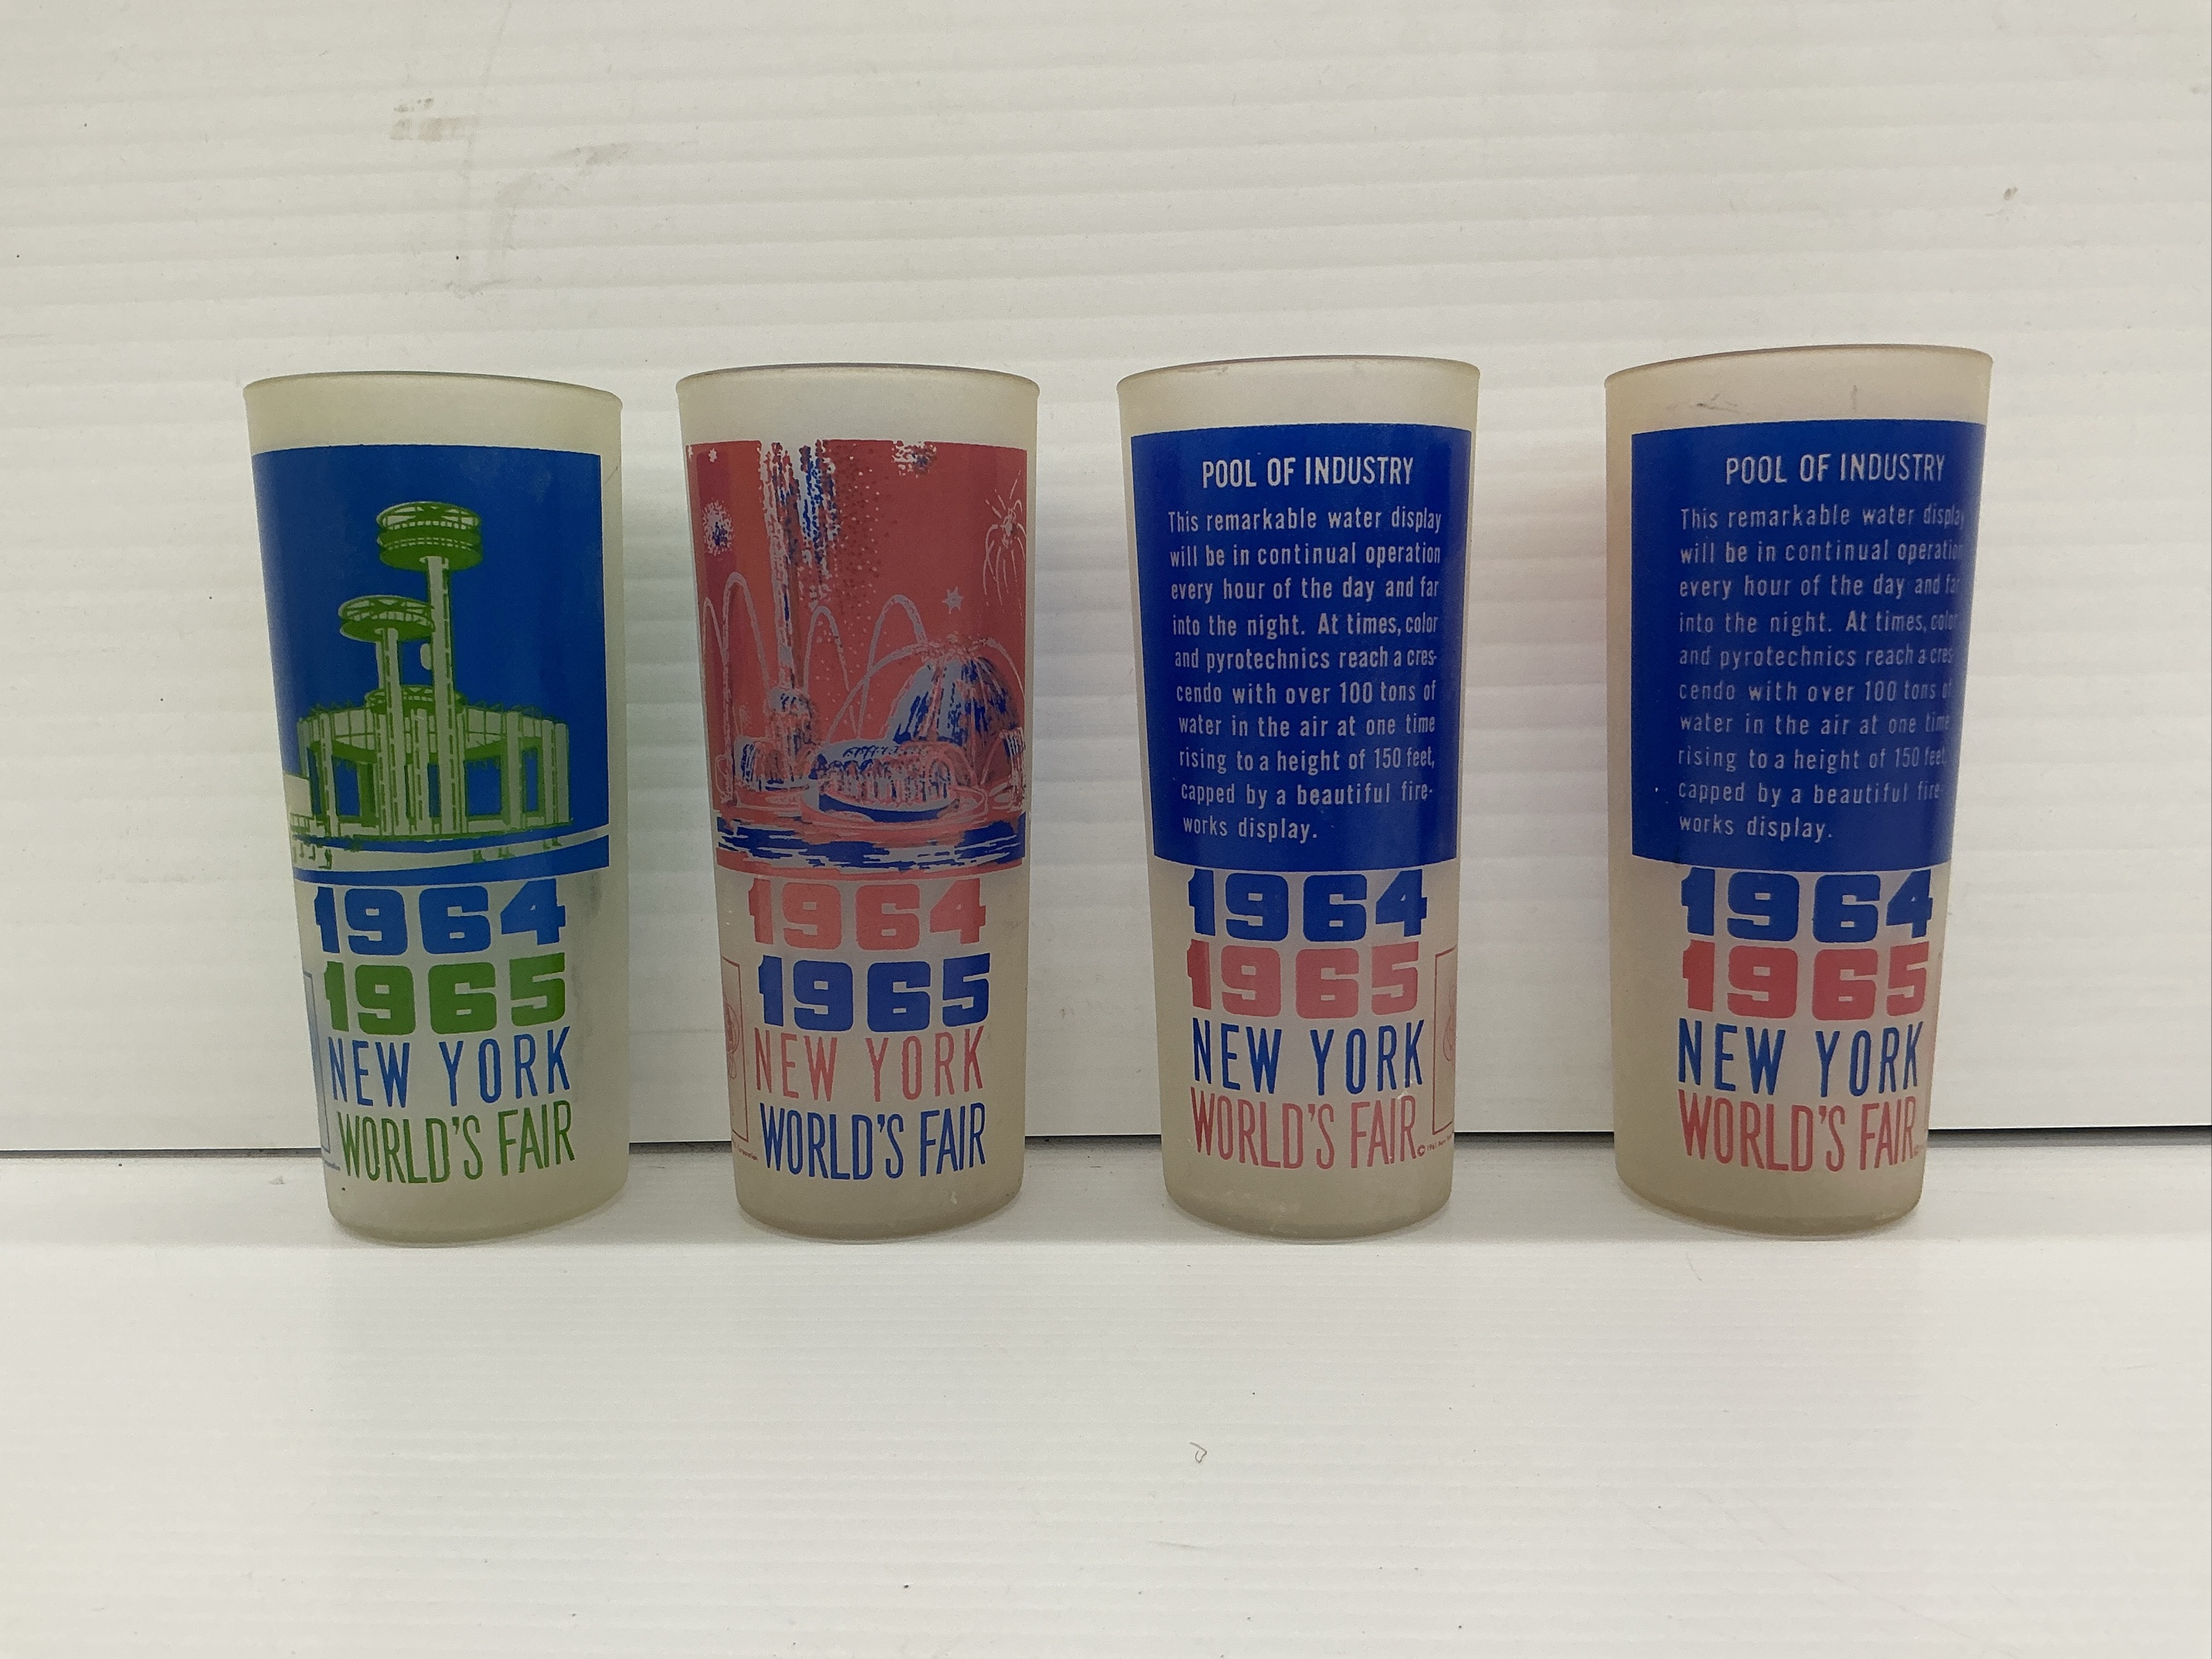 1964
1965
NEW YORK
WORLD'S FAIR
1964
1965
NEW YORK
WORLD'S FAIR
POOL OF INDUSTRY
This remarkable water display
will be in continual operation
every hour of the day and far
into the night. At times, color
and pyrotechnics reach a cres-
cendo with over 100 tons of
water in the air at one time
rising to a height of 150 feet,
capped by a beautiful fire-
works display.
1964
1965
NEW YORK
WORLD'S FAIR
POOL OF INDUSTRY
This remarkable water display
will be in continual operation
every hour of the day and far
into the night. At times, color
and pyrotechnics reach a cres-
cendo with over 100 tons of
water in the air at one time
rising to a height of 150 feet,
capped by a beautiful fire-
works display.
1964
1965
NEW YORK
WORLD'S FAIR